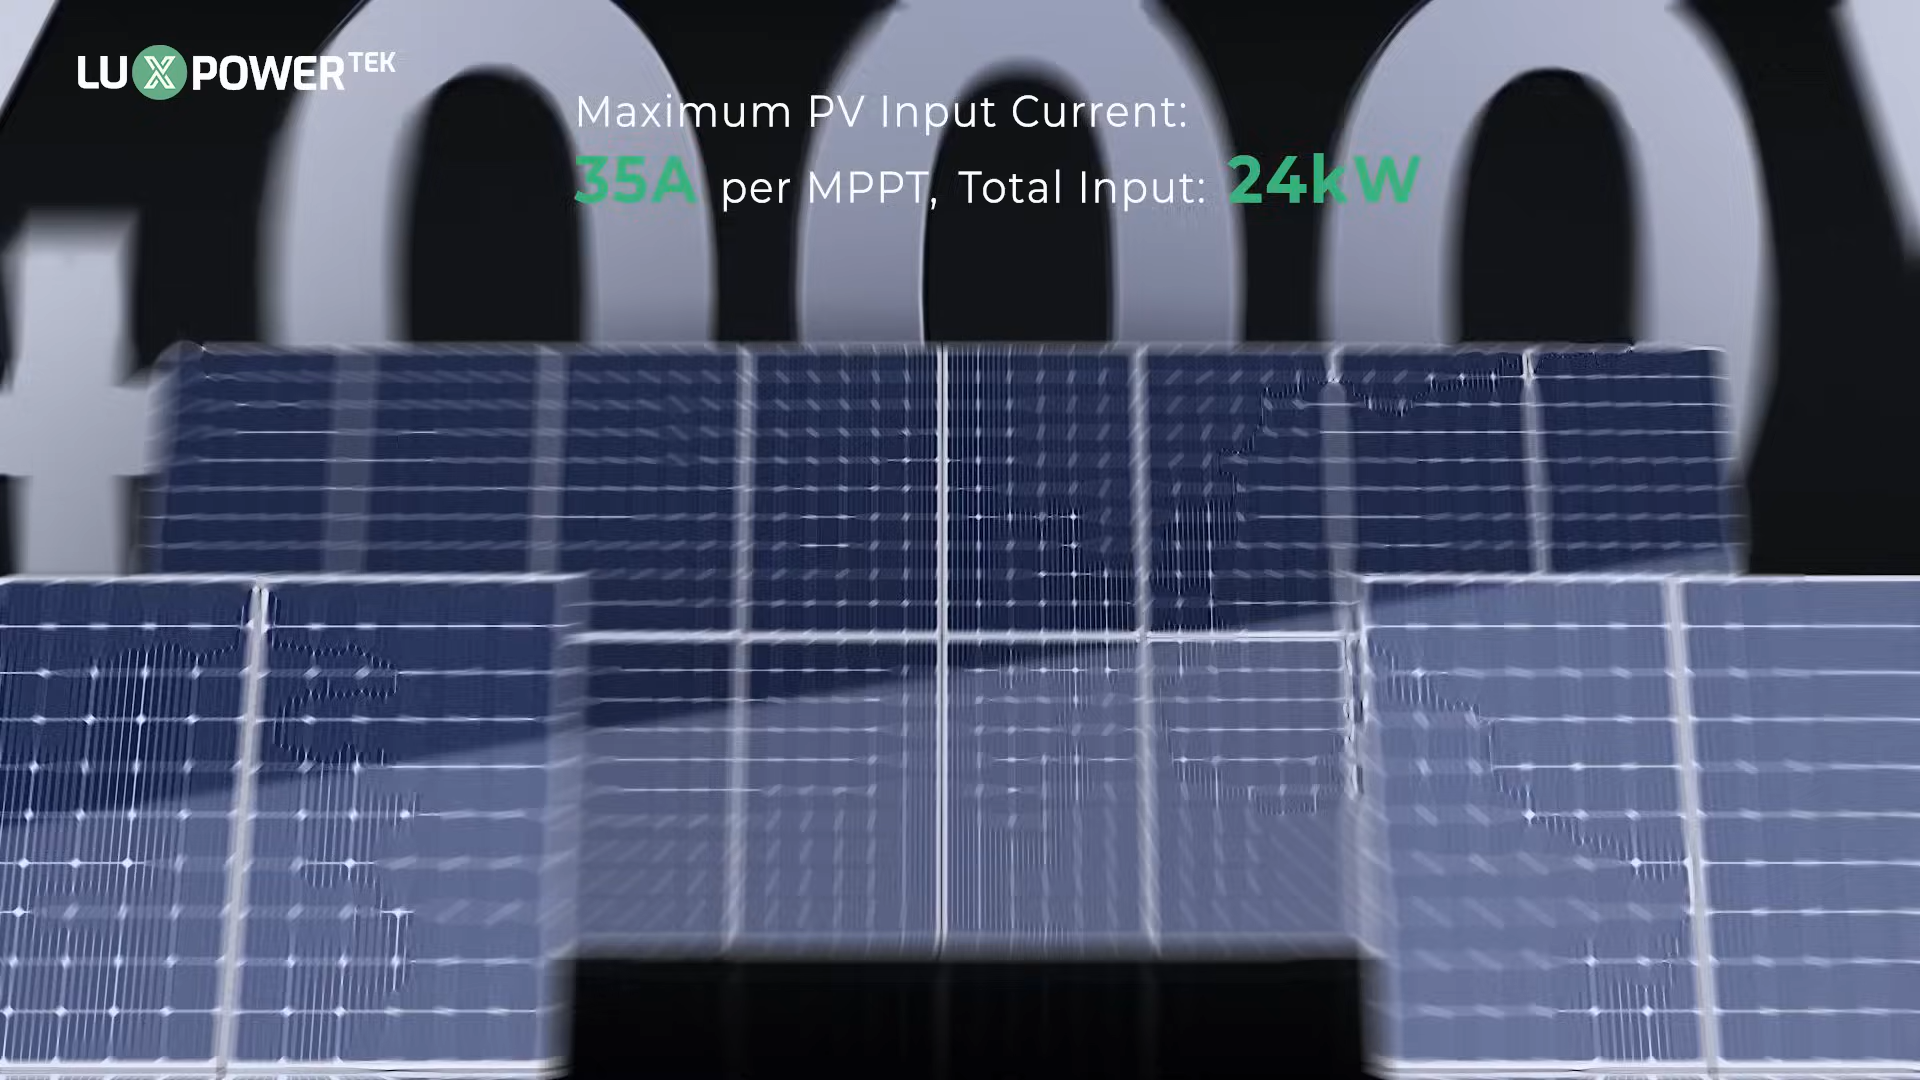 LUXPOWERTEK
Maximum PV Input Current:
35A per MPPT, Total Input: 24kW